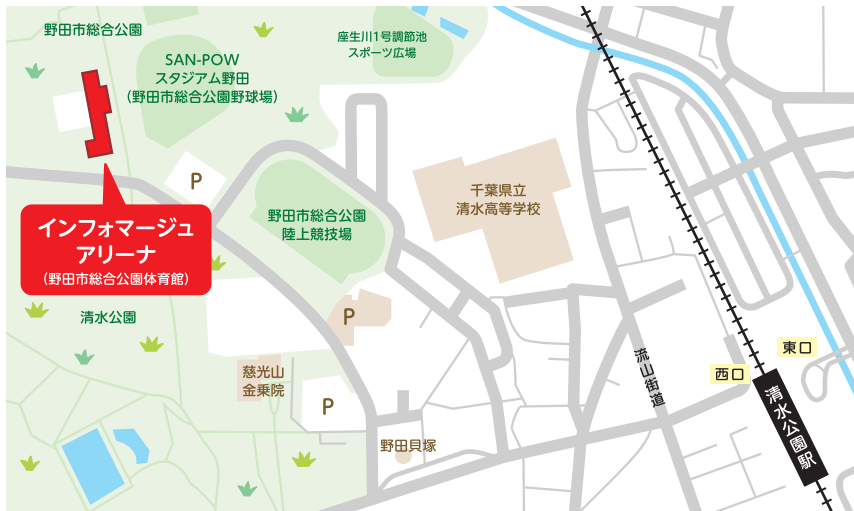 野田市総合公園
座生川1号調節池
スポーツ広場
SAN-POW
スタジアム野田
（野田市総合公園野球場）
P
千葉県立
清水高等学校
インフォマージュ
アリーナ
（野田市総合公園体育館）
野田市総合公園
陸上競技場
清水公園
P
流山街道
東口
西口
慈光山
金乗院
P
清水公園駅
野田貝塚